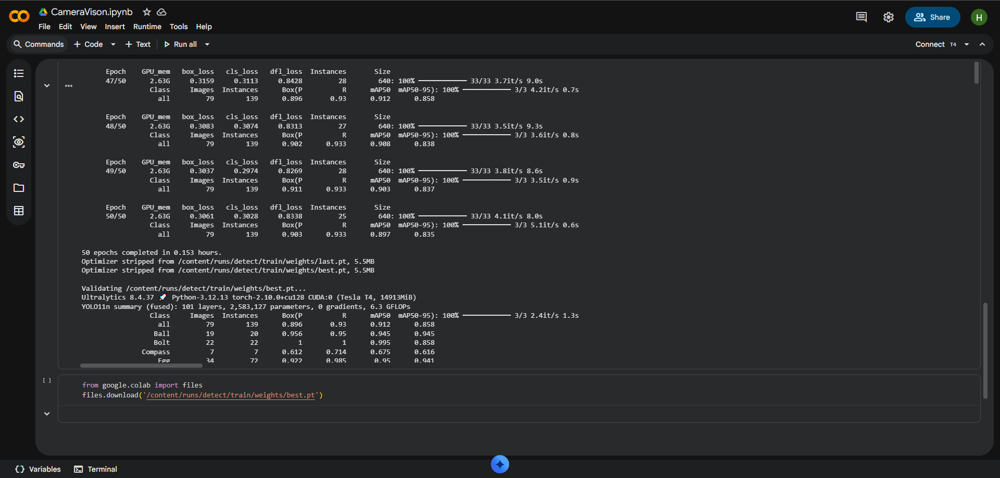 CameraVison.ipynb
File Edit View Insert Runtime Tools Help
Share
H
Commands + Code + Text Run all
Connect T4
Epoch GPU_mem box_loss cls_loss dfl_loss Instances Size
47/50 2.63G 0.3159 0.3113 0.8428 28 640: 100% ━━━━━━━━━━━━ 33/33 3.7it/s 9.0s
Class Images Instances Box(P R mAP50 mAP50-95): 100% ━━━━━━━━━━━━ 3/3 4.2it/s 0.7s
all 79 139 0.896 0.93 0.912 0.858
Epoch GPU_mem box_loss cls_loss dfl_loss Instances Size
48/50 2.63G 0.3083 0.3074 0.8313 27 640: 100% ━━━━━━━━━━━━ 33/33 3.5it/s 9.3s
Class Images Instances Box(P R mAP50 mAP50-95): 100% ━━━━━━━━━━━━ 3/3 3.6it/s 0.8s
all 79 139 0.902 0.933 0.908 0.838
Epoch GPU_mem box_loss cls_loss dfl_loss Instances Size
49/50 2.63G 0.3037 0.2974 0.8269 28 640: 100% ━━━━━━━━━━━━ 33/33 3.8it/s 8.6s
Class Images Instances Box(P R mAP50 mAP50-95): 100% ━━━━━━━━━━━━ 3/3 3.5it/s 0.9s
all 79 139 0.911 0.933 0.903 0.837
Epoch GPU_mem box_loss cls_loss dfl_loss Instances Size
50/50 2.63G 0.3061 0.3028 0.8338 25 640: 100% ━━━━━━━━━━━━ 33/33 4.1it/s 8.0s
Class Images Instances Box(P R mAP50 mAP50-95): 100% ━━━━━━━━━━━━ 3/3 5.1it/s 0.6s
all 79 139 0.903 0.933 0.897 0.835
50 epochs completed in 0.153 hours.
Optimizer stripped from /content/runs/detect/train/weights/last.pt, 5.5MB
Optimizer stripped from /content/runs/detect/train/weights/best.pt, 5.5MB
Validating /content/runs/detect/train/weights/best.pt...
Ultralytics 8.4.37 🚀 Python-3.12.13 torch-2.10.0+cu128 CUDA:0 (Tesla T4, 14913MiB)
YOLO11n summary (fused): 101 layers, 2,583,127 parameters, 0 gradients, 6.3 GFLOPs
Class Images Instances Box(P R mAP50 mAP50-95): 100% ━━━━━━━━━━━━ 3/3 2.4it/s 1.3s
all 79 139 0.896 0.93 0.912 0.858
Ball 19 20 0.956 0.95 0.945 0.945
Bolt 22 22 1 1 0.995 0.858
Compass 7 7 0.612 0.714 0.675 0.616
Egg 34 72 0.922 0.985 0.95 0.941
[ ]
from google.colab import files
files.download('/content/runs/detect/train/weights/best.pt')
Variables Terminal